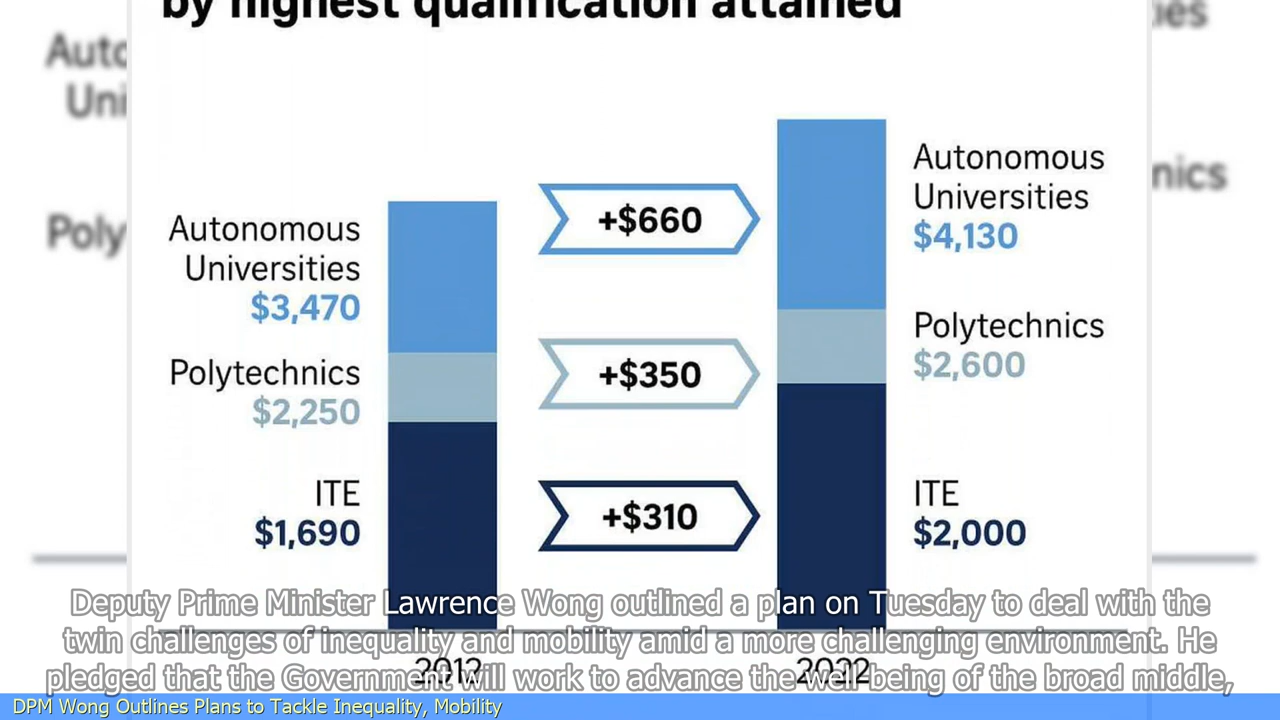 by highest qualification attained
Autonomous
Universities
$3,470
Polytechnics
$2,250
ITE
$1,690
+$660
+$350
+$310
Autonomous
Universities
$4,130
Polytechnics
$2,600
ITE
$2,000
2012
2022
Deputy Prime Minister Lawrence Wong outlined a plan on Tuesday to deal with the
twin challenges of inequality and mobility amid a more challenging environment. He
pledged that the Government will work to advance the well-being of the broad middle,
DPM Wong Outlines Plans to Tackle Inequality, Mobility